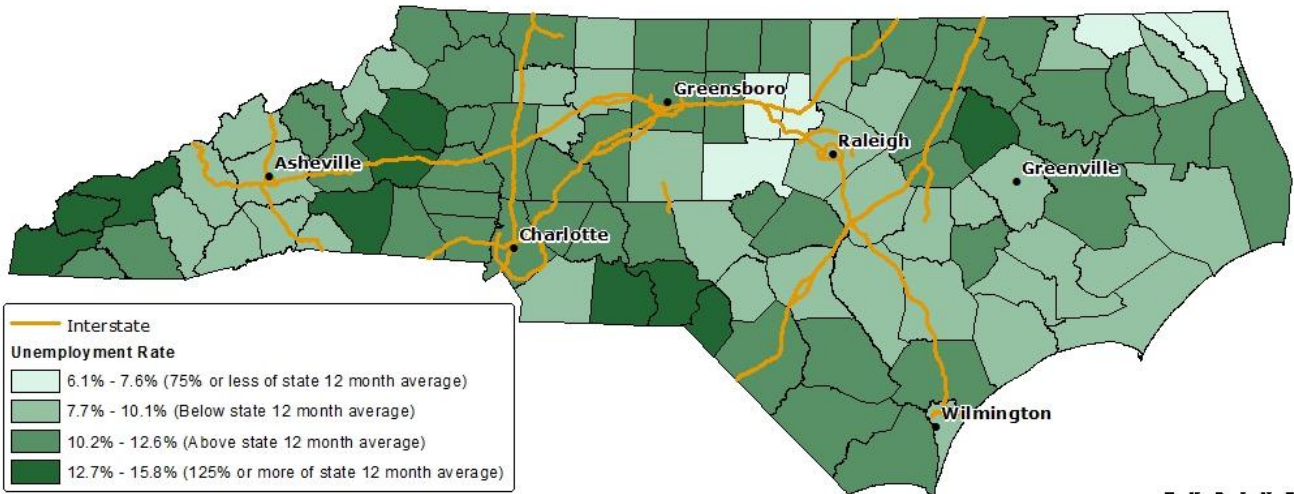 Greensboro
Raleigh
Asheville
Greenville
Charlotte
Wilmington
Interstate
Unemployment Rate
6.1% - 7.6% (75% or less of state 12 month average)
7.7% - 10.1% (Below state 12 month average)
10.2% - 12.6% (Above state 12 month average)
12.7% - 15.8% (125% or more of state 12 month average)